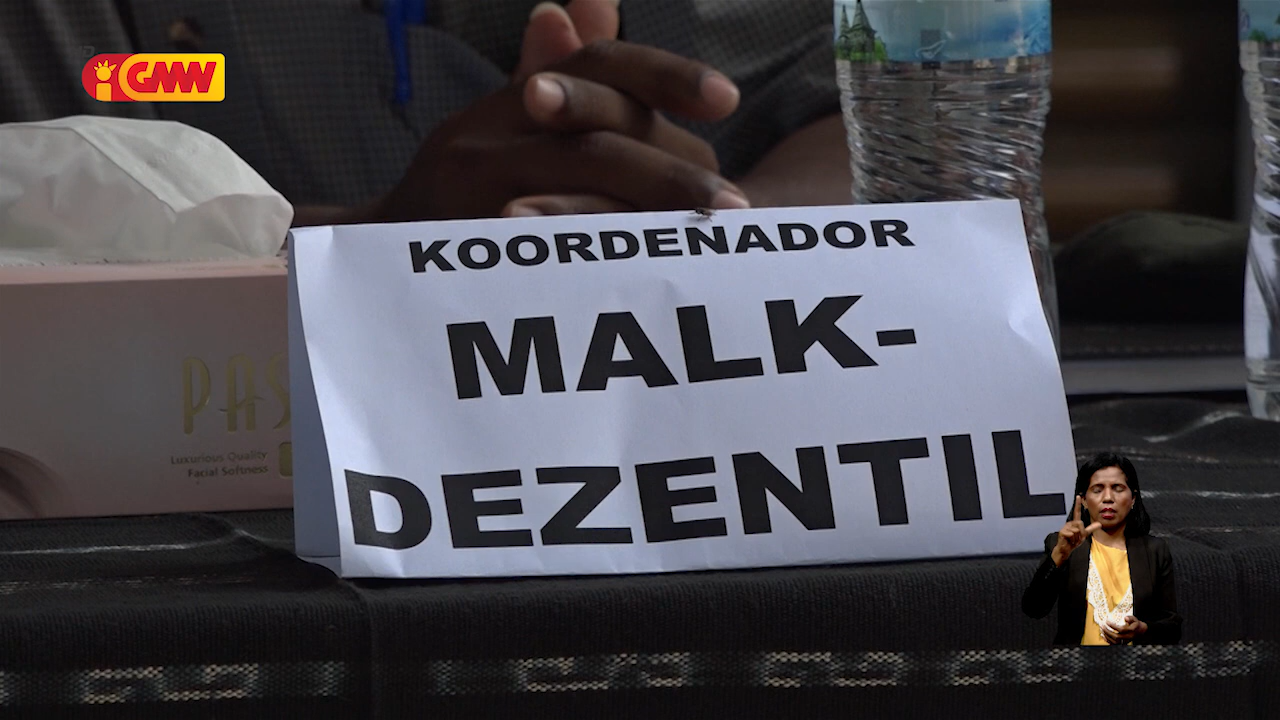 GMW
KOORDENADOR
MALK-
DEZENTIL
PAS
Luxurious Quality
Facial Softness